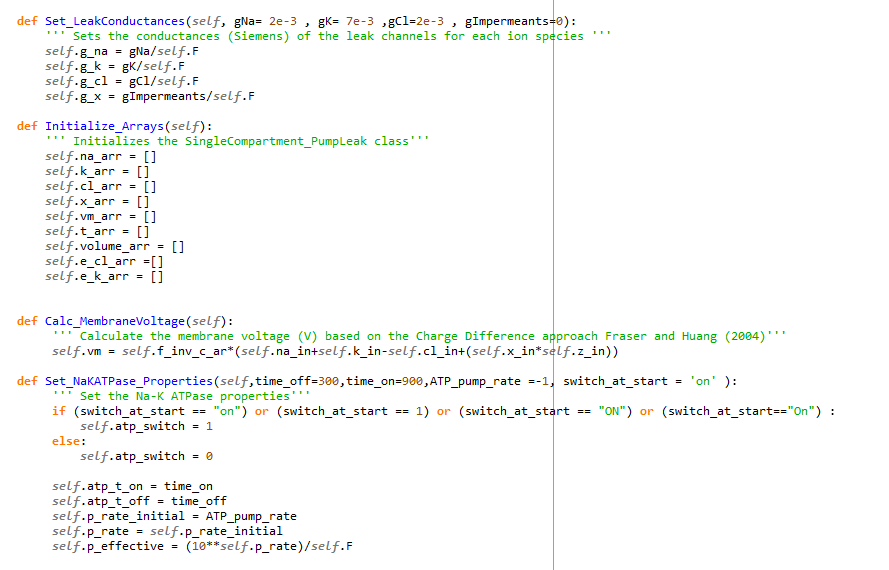 def Set_LeakConductances(self, gNa= 2e-3 , gK= 7e-3 ,gCl=2e-3 , gImpermeants=0):
''' Sets the conductances (Siemens) of the leak channels for each ion species '''
self.g_na = gNa/self.F
self.g_k = gK/self.F
self.g_cl = gCl/self.F
self.g_x = gImpermeants/self.F
def Initialize_Arrays(self):
''' Initializes the SingleCompartment_PumpLeak class'''
self.na_arr = []
self.k_arr = []
self.cl_arr = []
self.x_arr = []
self.vm_arr = []
self.t_arr = []
self.volume_arr = []
self.e_cl_arr =[]
self.e_k_arr = []
def Calc_MembraneVoltage(self):
''' Calculate the membrane voltage (V) based on the Charge Difference approach Fraser and Huang (2004)'''
self.vm = self.f_inv_c_ar*(self.na_in+self.k_in-self.cl_in+(self.x_in*self.z_in))
def Set_NaKATPase_Properties(self,time_off=300,time_on=900,ATP_pump_rate =-1, switch_at_start = 'on' ):
''' Set the Na-K ATPase properties'''
if (switch_at_start == "on") or (switch_at_start == 1) or (switch_at_start == "ON") or (switch_at_start=="On") :
self.atp_switch = 1
else:
self.atp_switch = 0
self.atp_t_on = time_on
self.atp_t_off = time_off
self.p_rate_initial = ATP_pump_rate
self.p_rate = self.p_rate_initial
self.p_effective = (10**self.p_rate)/self.F